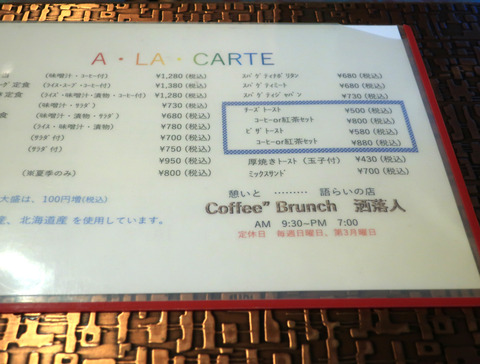 A・LA・CARTE
(味噌汁・コーヒー付) ¥1,280 (税込)
定食 (ライス・スープ・コーヒー付) ¥1,380 (税込)
定食 (ライス・味噌汁・漬物・コーヒー付) ¥1,280 (税込)
(味噌汁・サラダ) ¥730 (税込)
食 (味噌汁・漬物・サラダ) ¥680 (税込)
(ライス・味噌汁・漬物) ¥780 (税込)
(サラダ付) ¥700 (税込)
(サラダ付) ¥750 (税込)
¥950 (税込)
(※夏季のみ) ¥800 (税込)
大盛は、100円増(税込)
産、北海道産 を使用しています。
スパゲティナポリタン ¥680 (税込)
スパゲティミート ¥680 (税込)
スパゲティジャパン ¥730 (税込)
チーズトースト ¥500(税込)
コーヒーor紅茶セット ¥800 (税込)
ピザトースト ¥580 (税込)
コーヒーor紅茶セット ¥880 (税込)
厚焼きトースト (玉子付) ¥430 (税込)
ミックスサンド ¥700 (税込)
憩いと ……… 語らいの店
Coffee” Brunch 洒落人
AM 9:30~PM 7:00
定休日 毎週日曜日、第3月曜日